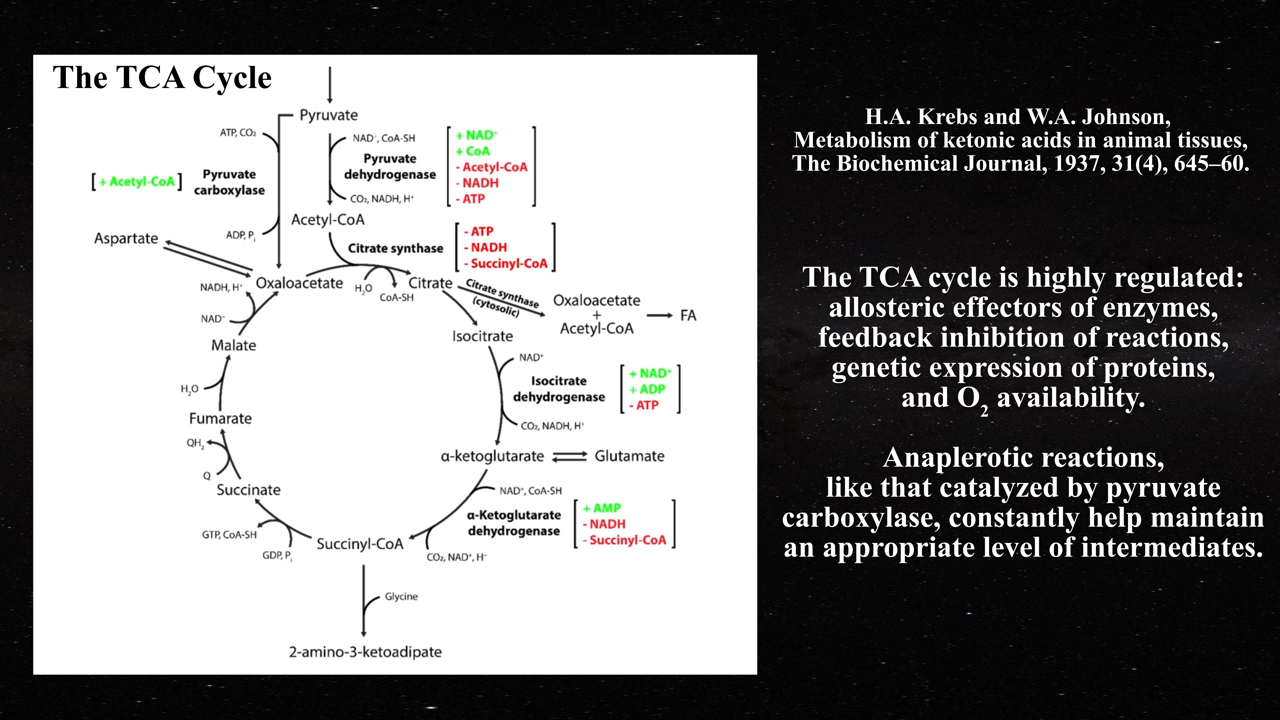 The TCA Cycle
Pyruvate
ATP, CO₂
NAD⁺, CoA-SH
Pyruvate
dehydrogenase
CO₂, NADH, H⁺
[+ NAD⁺
+ CoA
- Acetyl-CoA
- NADH
- ATP]
[+ Acetyl-CoA]
Pyruvate
carboxylase
ADP, Pᵢ
Acetyl-CoA
Aspartate
Citrate synthase
[- ATP
- NADH
- Succinyl-CoA]
Oxaloacetate
H₂O
CoA-SH
Citrate
Citrate synthase
(cytosolic)
Oxaloacetate
+
Acetyl-CoA
FA
NADH, H⁺
NAD⁻
Malate
Isocitrate
NAD⁺
Isocitrate
dehydrogenase
[+ NAD⁺
+ ADP
- ATP]
CO₂, NADH, H⁺
H₂O
Fumarate
QH₂
Q
Succinate
α-ketoglutarate
Glutamate
NAD⁺, CoA-SH
α-Ketoglutarate
dehydrogenase
[+ AMP
- NADH
- Succinyl-CoA]
CO₂, NAD⁺, H⁺
GTP, CoA-SH
GDP, Pᵢ
Succinyl-CoA
Glycine
2-amino-3-ketoadipate
H.A. Krebs and W.A. Johnson,
Metabolism of ketonic acids in animal tissues,
The Biochemical Journal, 1937, 31(4), 645–60.
The TCA cycle is highly regulated:
allosteric effectors of enzymes,
feedback inhibition of reactions,
genetic expression of proteins,
and O₂ availability.
Anaplerotic reactions,
like that catalyzed by pyruvate
carboxylase, constantly help maintain
an appropriate level of intermediates.